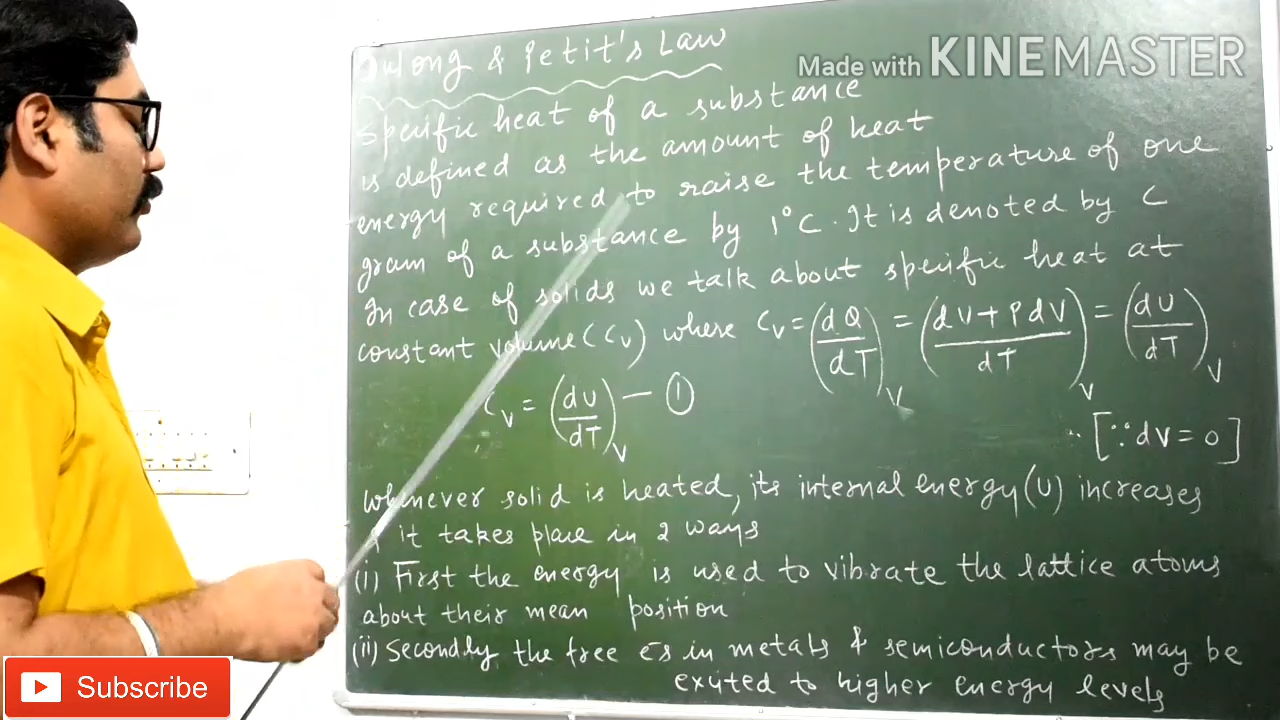 Dulong & Petit's Law
Made with KINEMASTER
Specific heat of a substance
is defined as the amount of heat
energy required to raise the temperature of one
gram of a substance by 1°C. It is denoted by C
In case of solids we talk about specific heat at
constant volume (Cv) where Cv = (dQ/dT)v = ((dU + PdV)/dT)v = (dU/dT)v
Cv = (dU/dT)v — ①
[∵ dV = 0]
Whenever solid is heated, its internal energy (U) increases
& it takes place in 2 ways
(i) First the energy is used to vibrate the lattice atoms
about their mean position
(ii) Secondly the free e̅s in metals & semiconductors may be
excited to higher energy levels
Subscribe